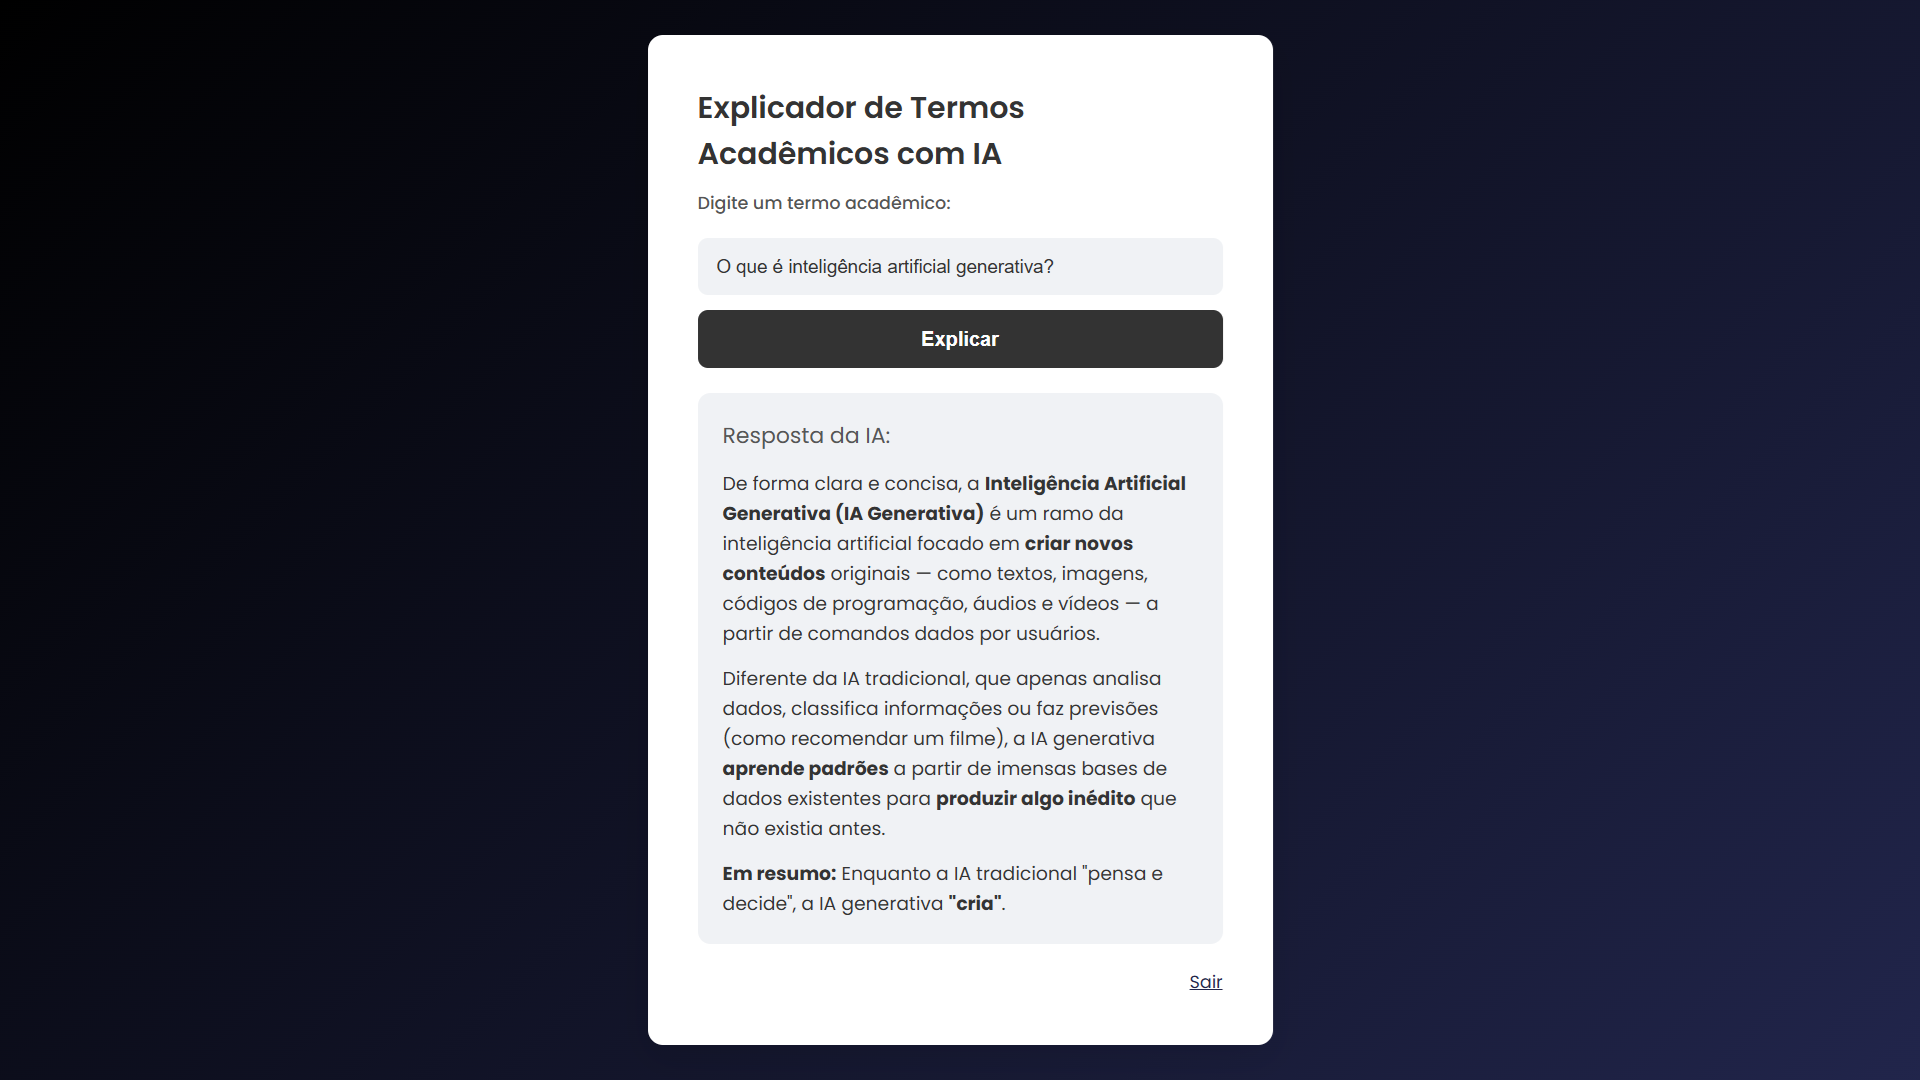 Explicador de Termos
Acadêmicos com IA
Digite um termo acadêmico:
O que é inteligência artificial generativa?
Explicar
Resposta da IA:
De forma clara e concisa, a Inteligência Artificial
Generativa (IA Generativa) é um ramo da
inteligência artificial focado em criar novos
conteúdos originais — como textos, imagens,
códigos de programação, áudios e vídeos — a
partir de comandos dados por usuários.
Diferente da IA tradicional, que apenas analisa
dados, classifica informações ou faz previsões
(como recomendar um filme), a IA generativa
aprende padrões a partir de imensas bases de
dados existentes para produzir algo inédito que
não existia antes.
Em resumo: Enquanto a IA tradicional "pensa e
decide", a IA generativa "cria".
Sair